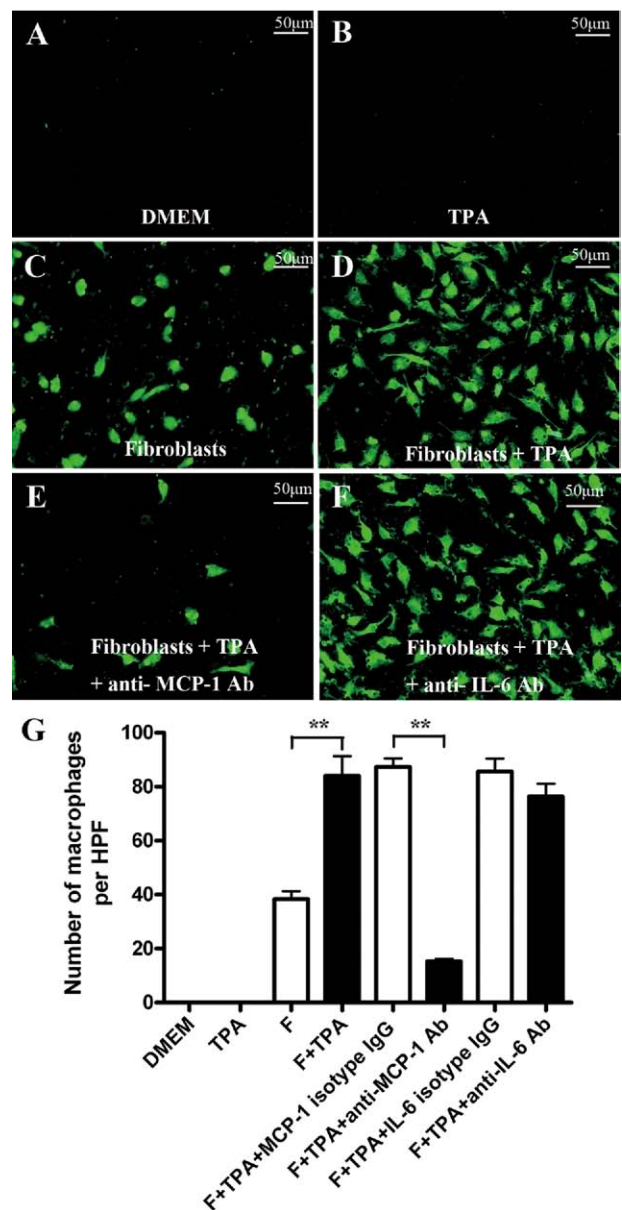 A
50μm
DMEM
B
50μm
TPA
C
50μm
Fibroblasts
D
50μm
Fibroblasts + TPA
E
50μm
Fibroblasts + TPA
+ anti- MCP-1 Ab
F
50μm
Fibroblasts + TPA
+ anti- IL-6 Ab
G
Number of macrophages
per HPF
100
80
60
40
20
0
**
**
DMEM
TPA
F
F+TPA
F+TPA+MCP-1 isotype IgG
F+TPA+anti-MCP-1 Ab
F+TPA+IL-6 isotype IgG
F+TPA+anti-IL-6 Ab